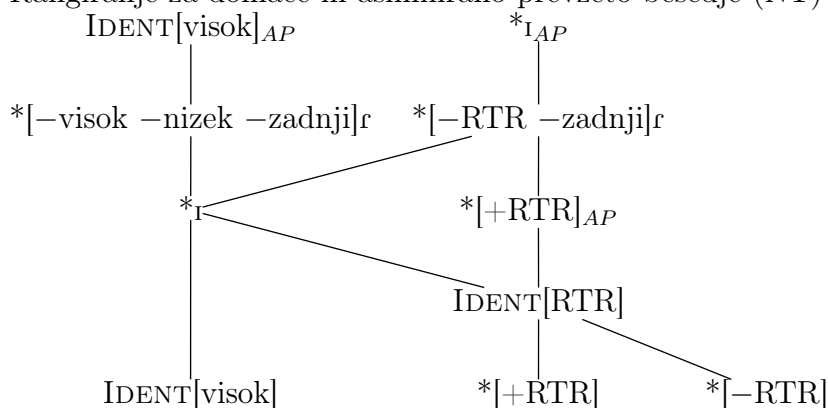 Rangiranje za domače in asimilirano prevzeto besedje (NT)
IDENT[visok]AP *ɪAP
*[−visok −nizek −zadnji]ɾ *[−RTR −zadnji]ɾ
*ɪ *[+RTR]AP
IDENT[RTR]
IDENT[visok] *[+RTR] *[−RTR]